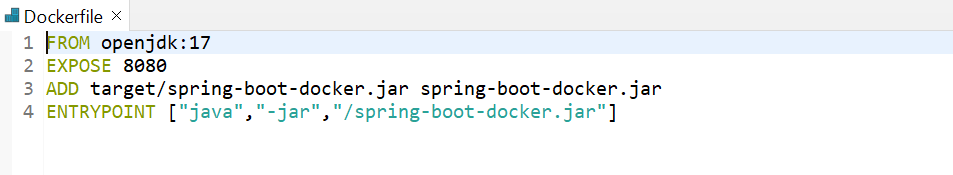 Dockerfile ×
1 FROM openjdk:17
2 EXPOSE 8080
3 ADD target/spring-boot-docker.jar spring-boot-docker.jar
4 ENTRYPOINT ["java","-jar","/spring-boot-docker.jar"]